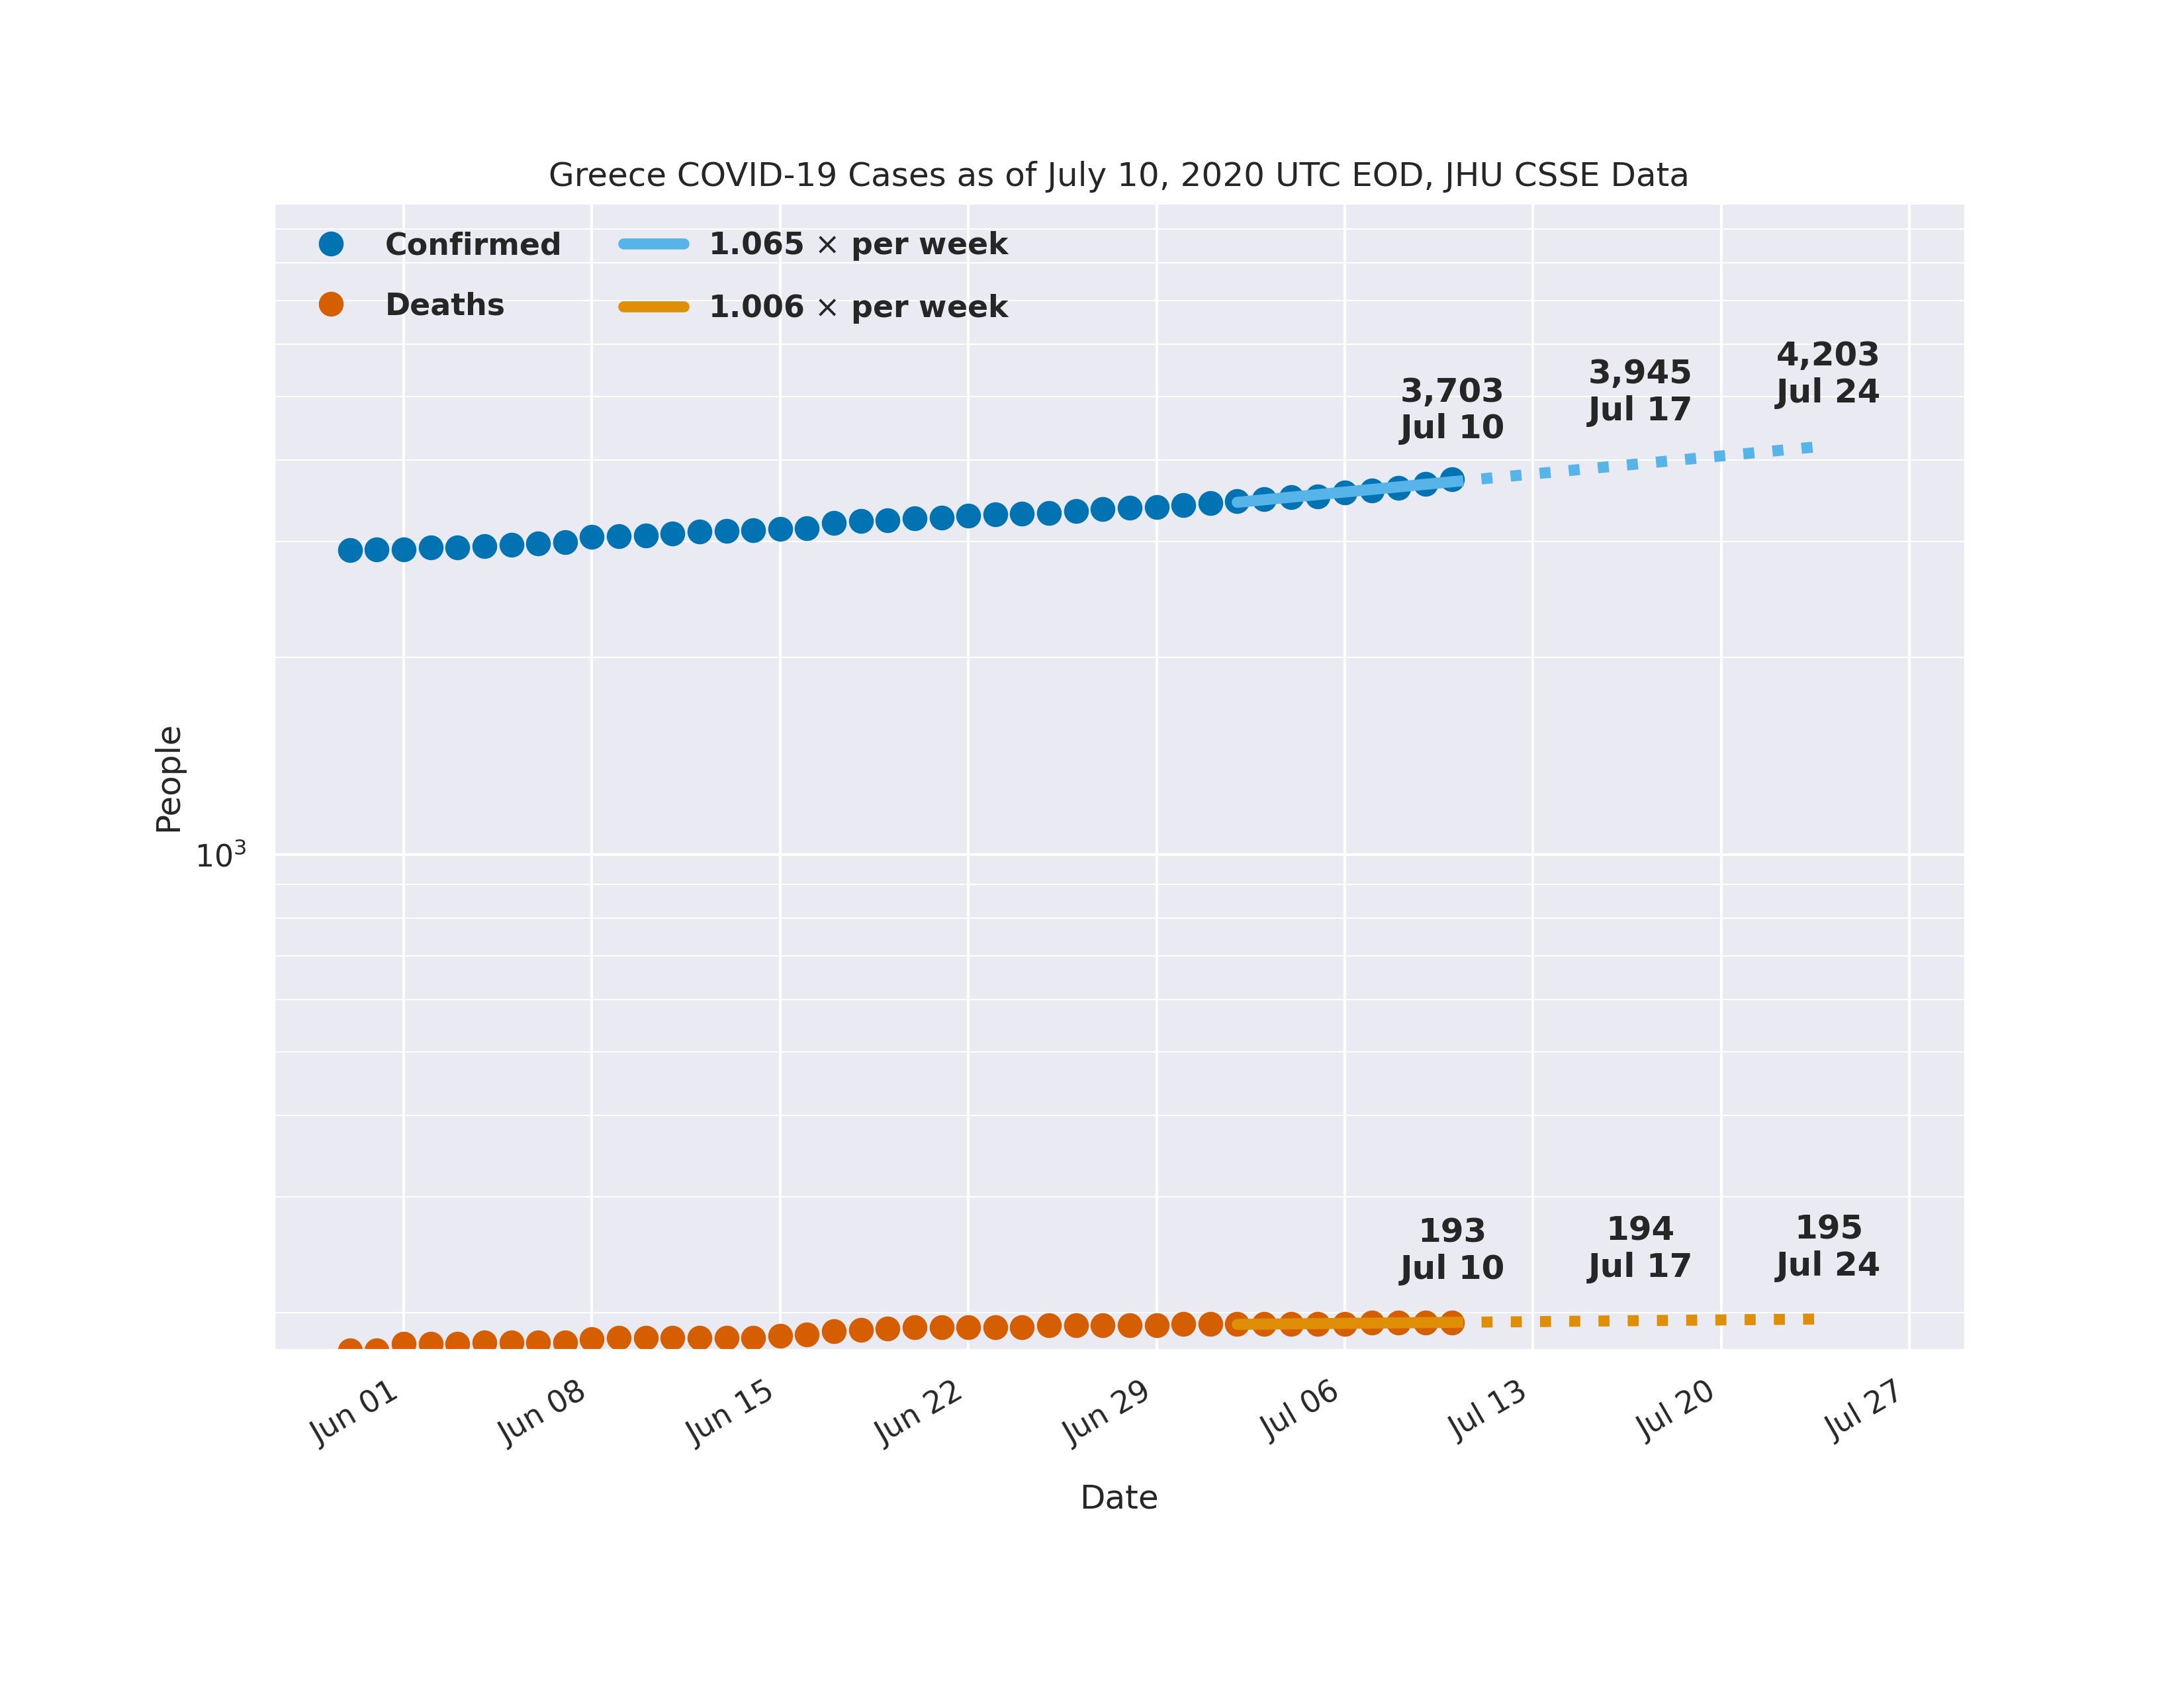 Greece COVID-19 Cases as of July 10, 2020 UTC EOD, JHU CSSE Data
Confirmed
Deaths
1.065 × per week
1.006 × per week
3,703
Jul 10
3,945
Jul 17
4,203
Jul 24
People
10³
193
Jul 10
194
Jul 17
195
Jul 24
Jun 01
Jun 08
Jun 15
Jun 22
Jun 29
Jul 06
Jul 13
Jul 20
Jul 27
Date